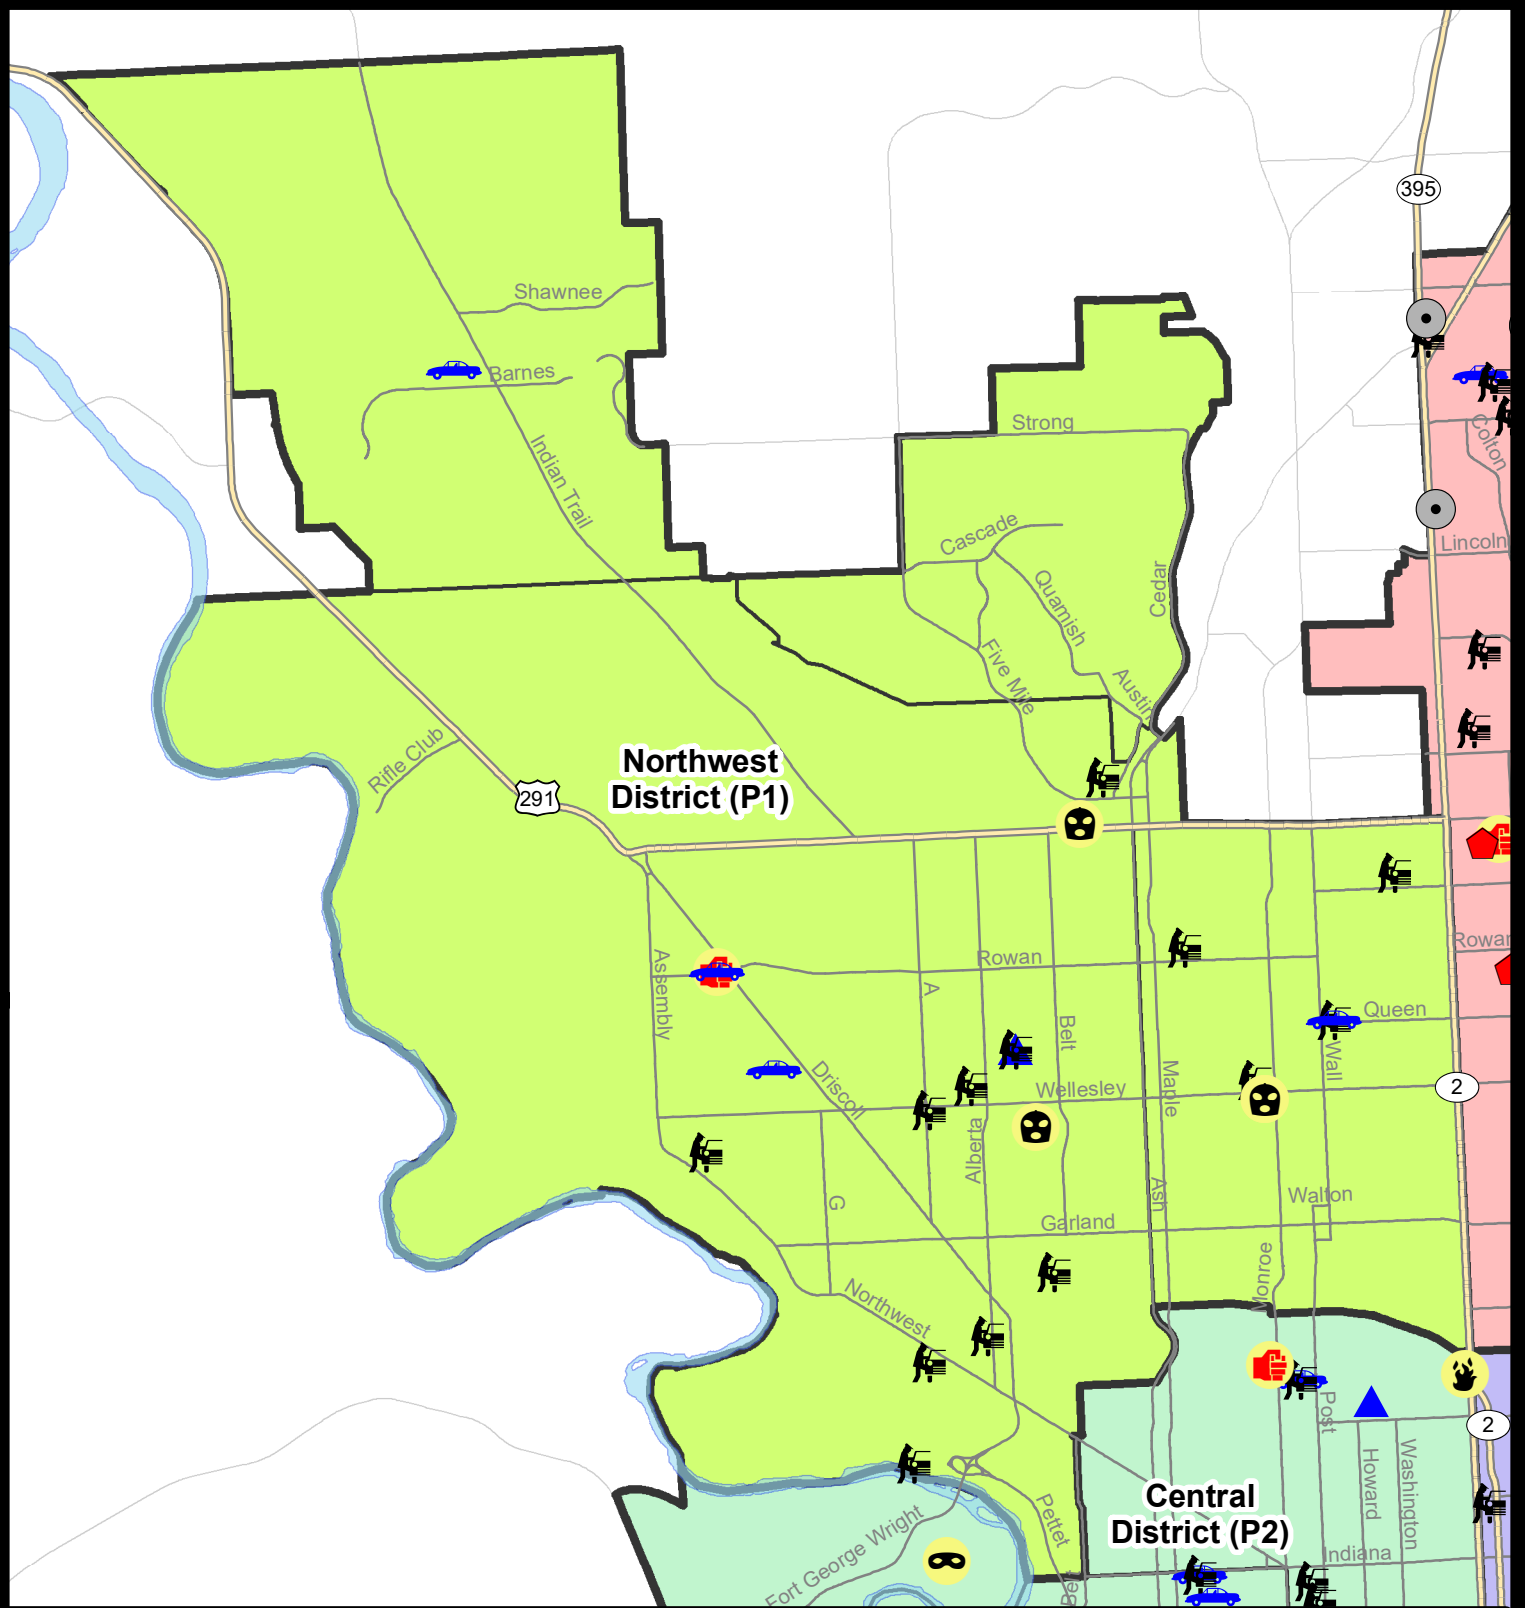 395
Shawnee
Barnes
Strong
Colton
Indian Trail
Cascade
Lincoln
Quamish
Cedar
Five Mile
Austin
Rifle Club
Northwest
District (P1)
291
Rowan
Rowan
Assembly
A
Belt
Queen
Wall
Driscoll
Wellesley
Maple
2
Alberta
Ash
G
Walton
Garland
Monroe
Northwest
Post
2
Howard
Washington
Central
District (P2)
Pettet
Fort George Wright
Indiana